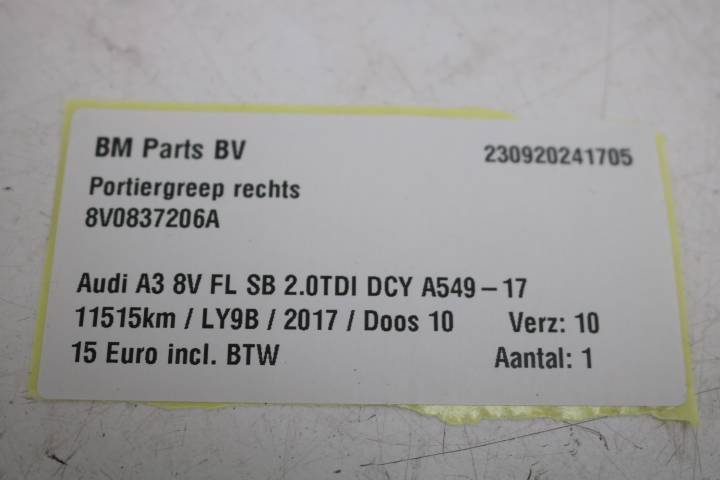 BM Parts BV 230920241705
Portiergreep rechts
8V0837206A
Audi A3 8V FL SB 2.0TDI DCY A549-17
11515km / LY9B / 2017 / Doos 10 Verz: 10
15 Euro incl. BTW Aantal: 1